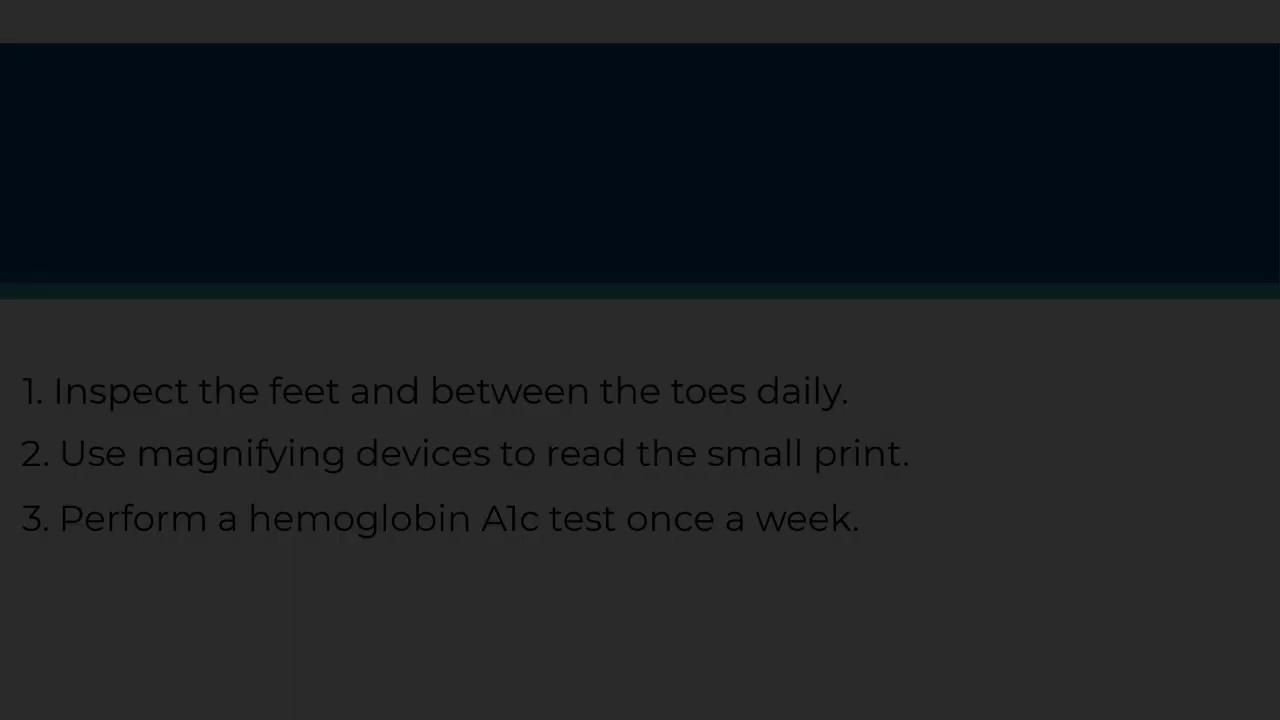 1. Inspect the feet and between the toes daily.
2. Use magnifying devices to read the small print.
3. Perform a hemoglobin A1c test once a week.